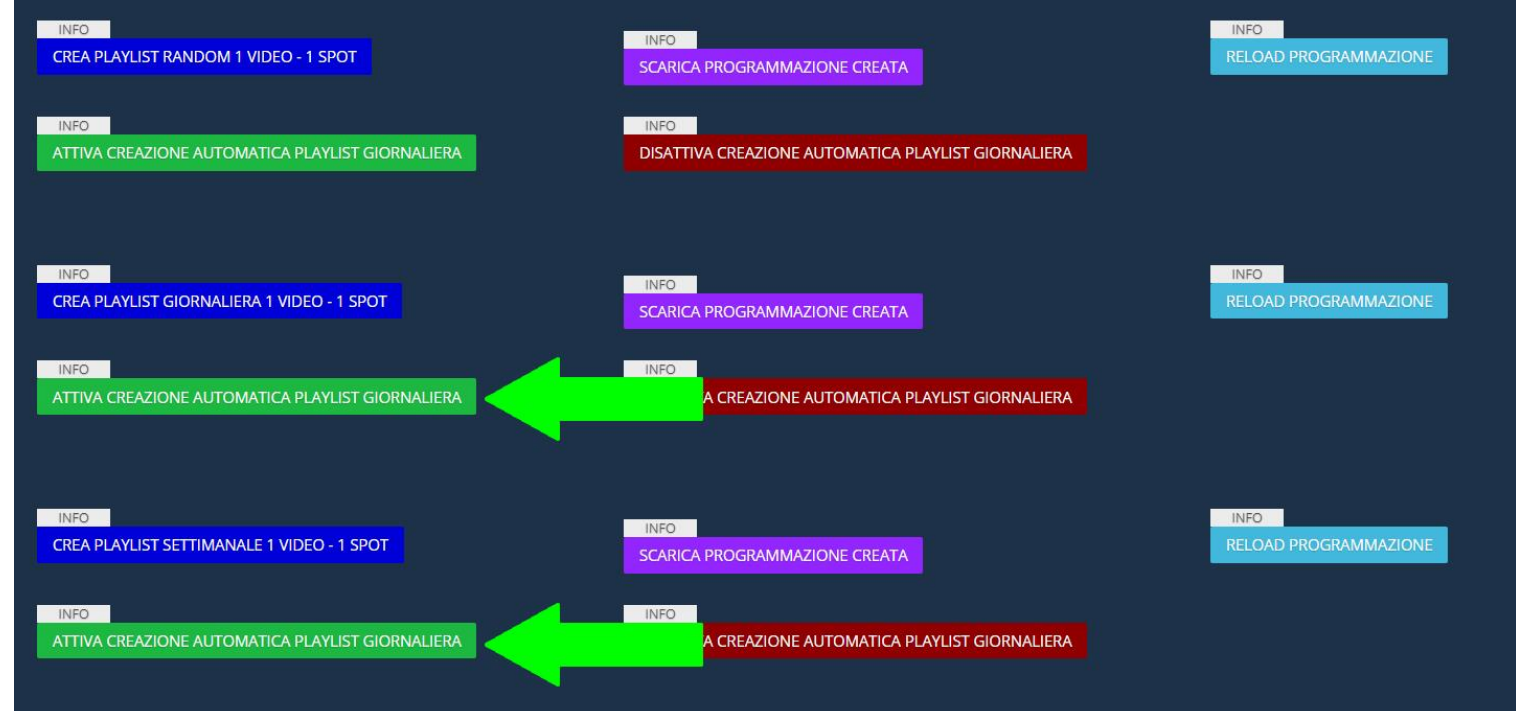 INFO
CREA PLAYLIST RANDOM 1 VIDEO - 1 SPOT
INFO
SCARICA PROGRAMMAZIONE CREATA
INFO
RELOAD PROGRAMMAZIONE
INFO
ATTIVA CREAZIONE AUTOMATICA PLAYLIST GIORNALIERA
INFO
DISATTIVA CREAZIONE AUTOMATICA PLAYLIST GIORNALIERA
INFO
CREA PLAYLIST GIORNALIERA 1 VIDEO - 1 SPOT
INFO
SCARICA PROGRAMMAZIONE CREATA
INFO
RELOAD PROGRAMMAZIONE
INFO
ATTIVA CREAZIONE AUTOMATICA PLAYLIST GIORNALIERA
INFO
A CREAZIONE AUTOMATICA PLAYLIST GIORNALIERA
INFO
CREA PLAYLIST SETTIMANALE 1 VIDEO - 1 SPOT
INFO
SCARICA PROGRAMMAZIONE CREATA
INFO
RELOAD PROGRAMMAZIONE
INFO
ATTIVA CREAZIONE AUTOMATICA PLAYLIST GIORNALIERA
INFO
A CREAZIONE AUTOMATICA PLAYLIST GIORNALIERA